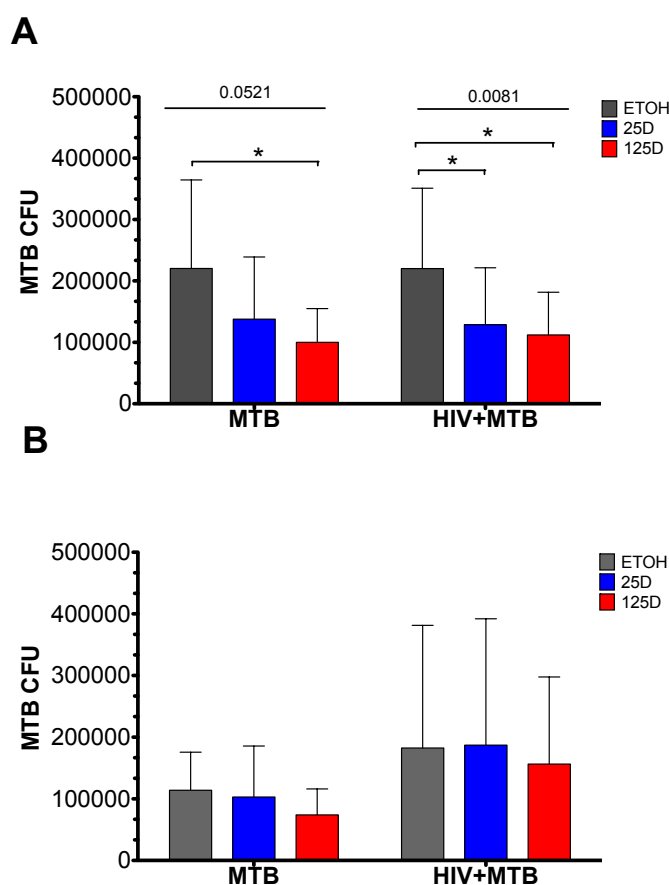 A
0.0521
0.0081
500000
400000
300000
200000
100000
0
MTB CFU
*
*
*
ETOH
25D
125D
MTB
HIV+MTB
B
500000
400000
300000
200000
100000
0
MTB CFU
ETOH
25D
125D
MTB
HIV+MTB